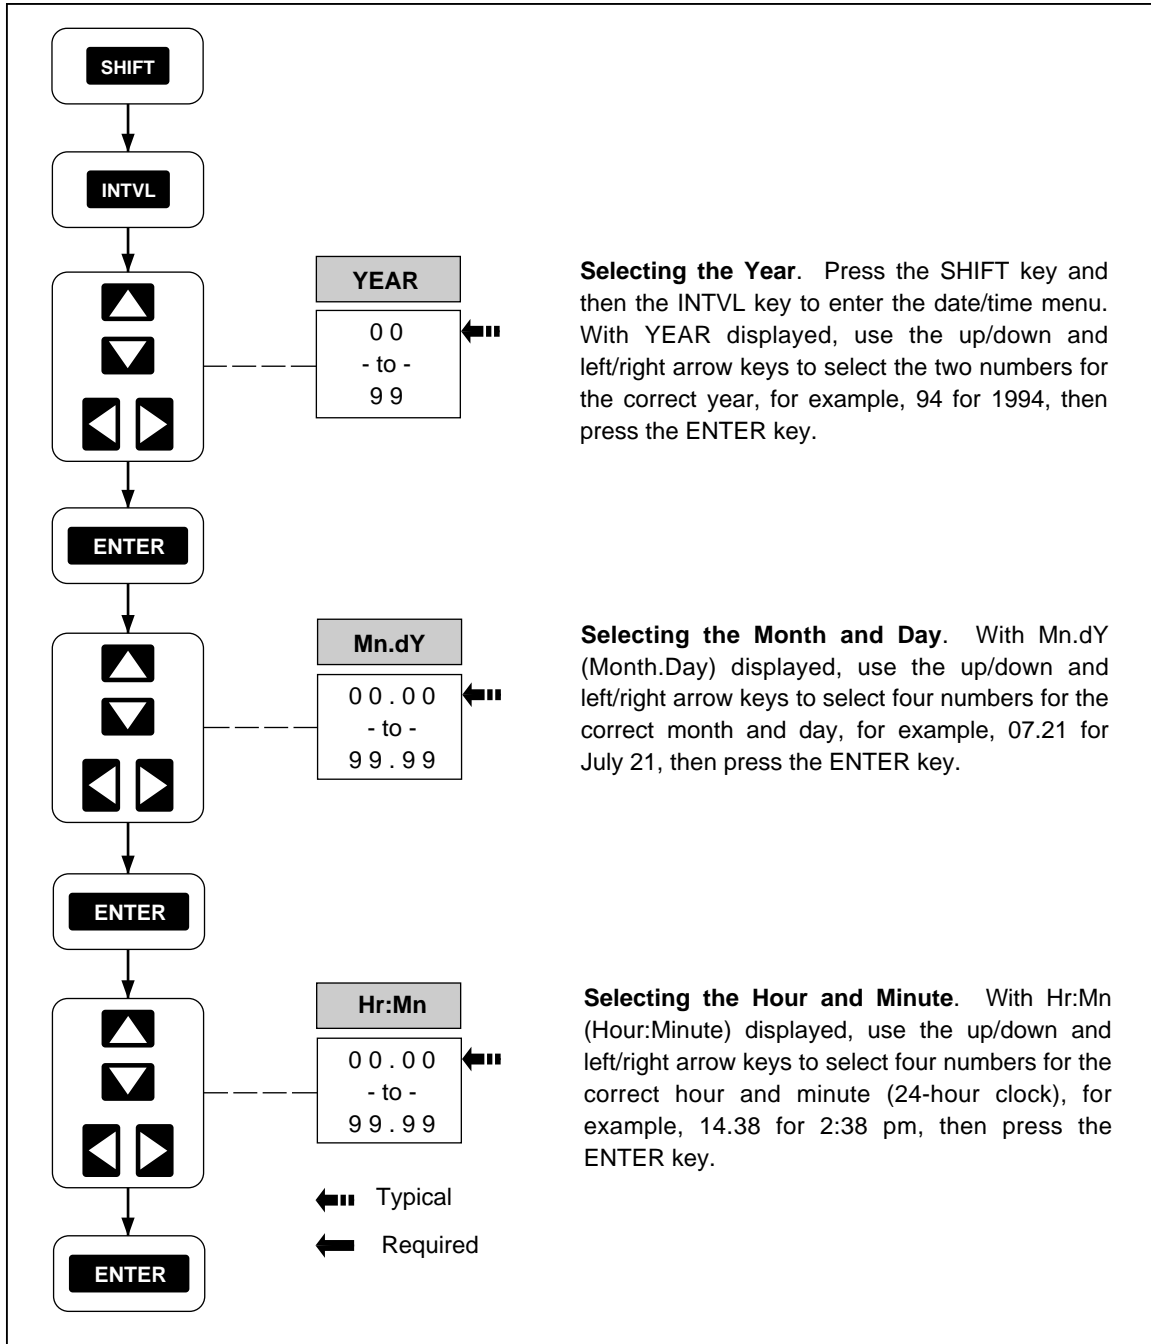 SHIFT
INTVL
YEAR
0 0
- to -
9 9
Selecting the Year. Press the SHIFT key and
then the INTVL key to enter the date/time menu.
With YEAR displayed, use the up/down and
left/right arrow keys to select the two numbers for
the correct year, for example, 94 for 1994, then
press the ENTER key.
ENTER
Mn.dY
0 0 . 0 0
- to -
9 9 . 9 9
Selecting the Month and Day. With Mn.dY
(Month.Day) displayed, use the up/down and
left/right arrow keys to select four numbers for the
correct month and day, for example, 07.21 for
July 21, then press the ENTER key.
ENTER
Hr:Mn
0 0 . 0 0
- to -
9 9 . 9 9
Selecting the Hour and Minute. With Hr:Mn
(Hour:Minute) displayed, use the up/down and
left/right arrow keys to select four numbers for the
correct hour and minute (24-hour clock), for
example, 14.38 for 2:38 pm, then press the
ENTER key.
Typical
Required
ENTER